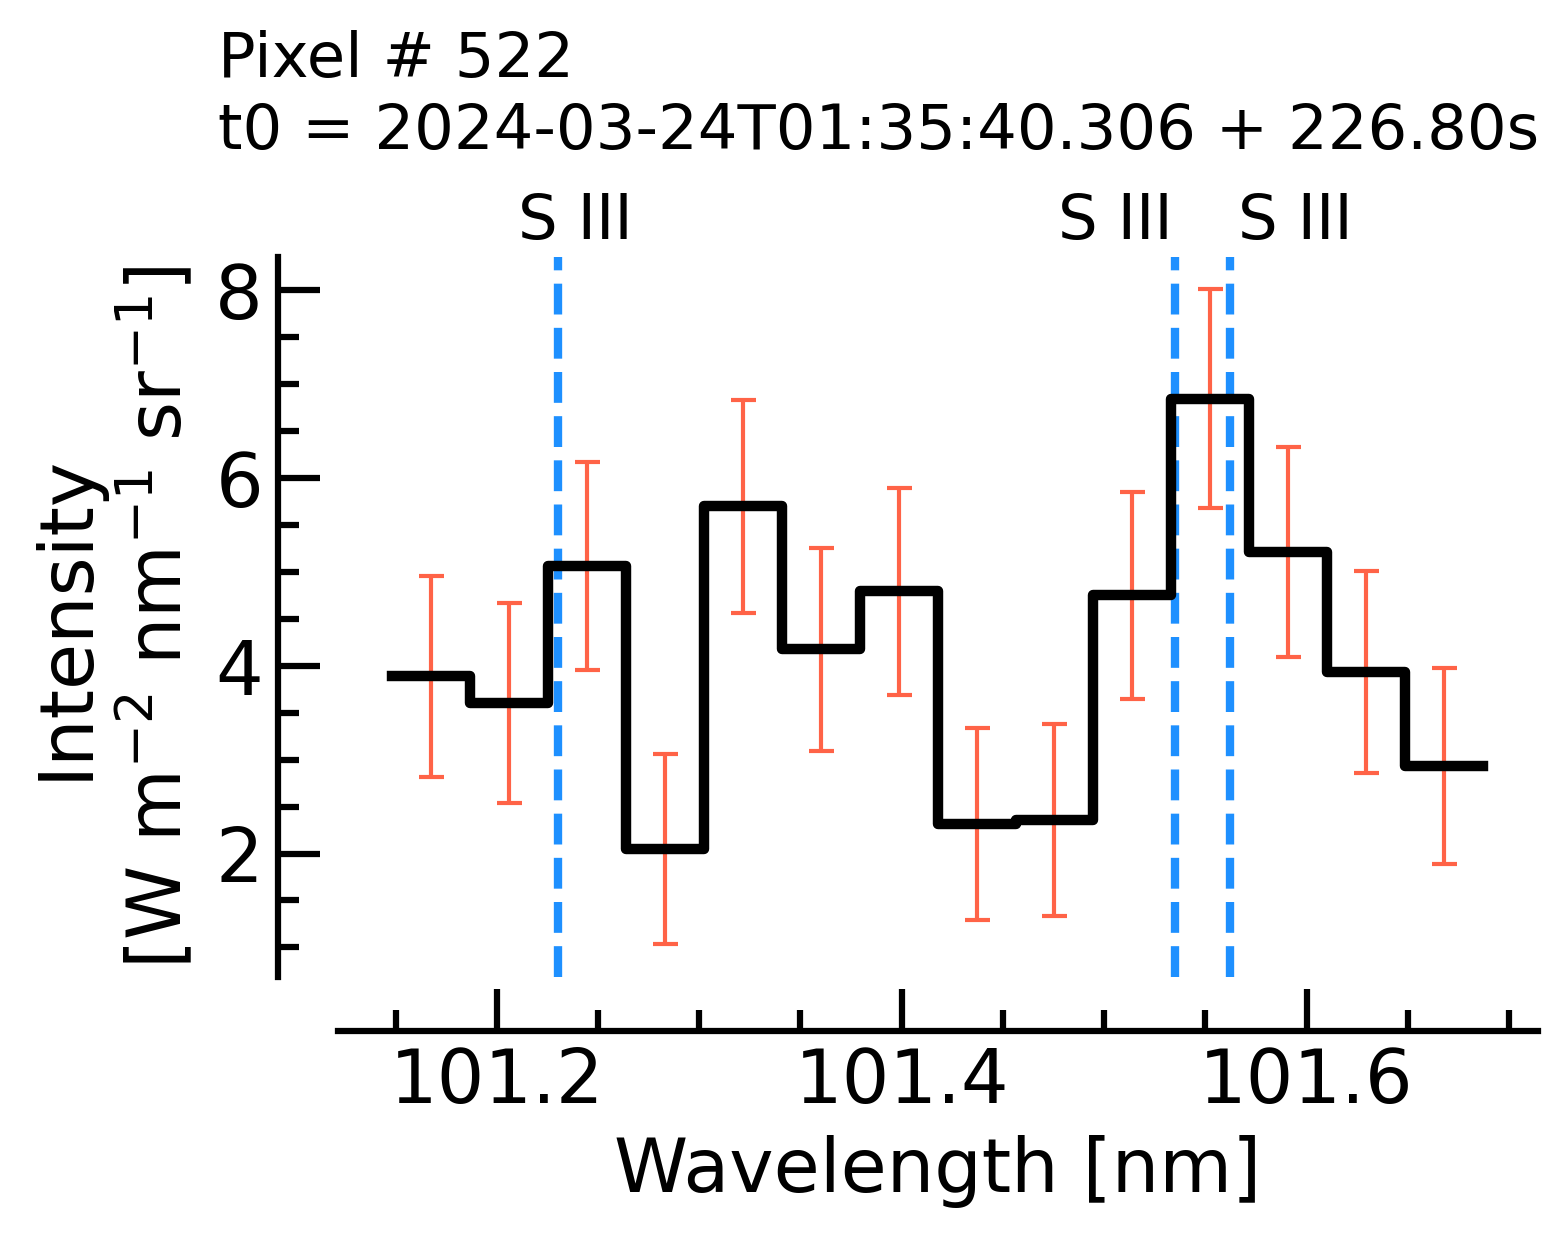 Pixel # 522
t0 = 2024-03-24T01:35:40.306 + 226.80s
S III
S III
S III
Intensity
[W m⁻² nm⁻¹ sr⁻¹]
8
6
4
2
101.2
101.4
101.6
Wavelength [nm]